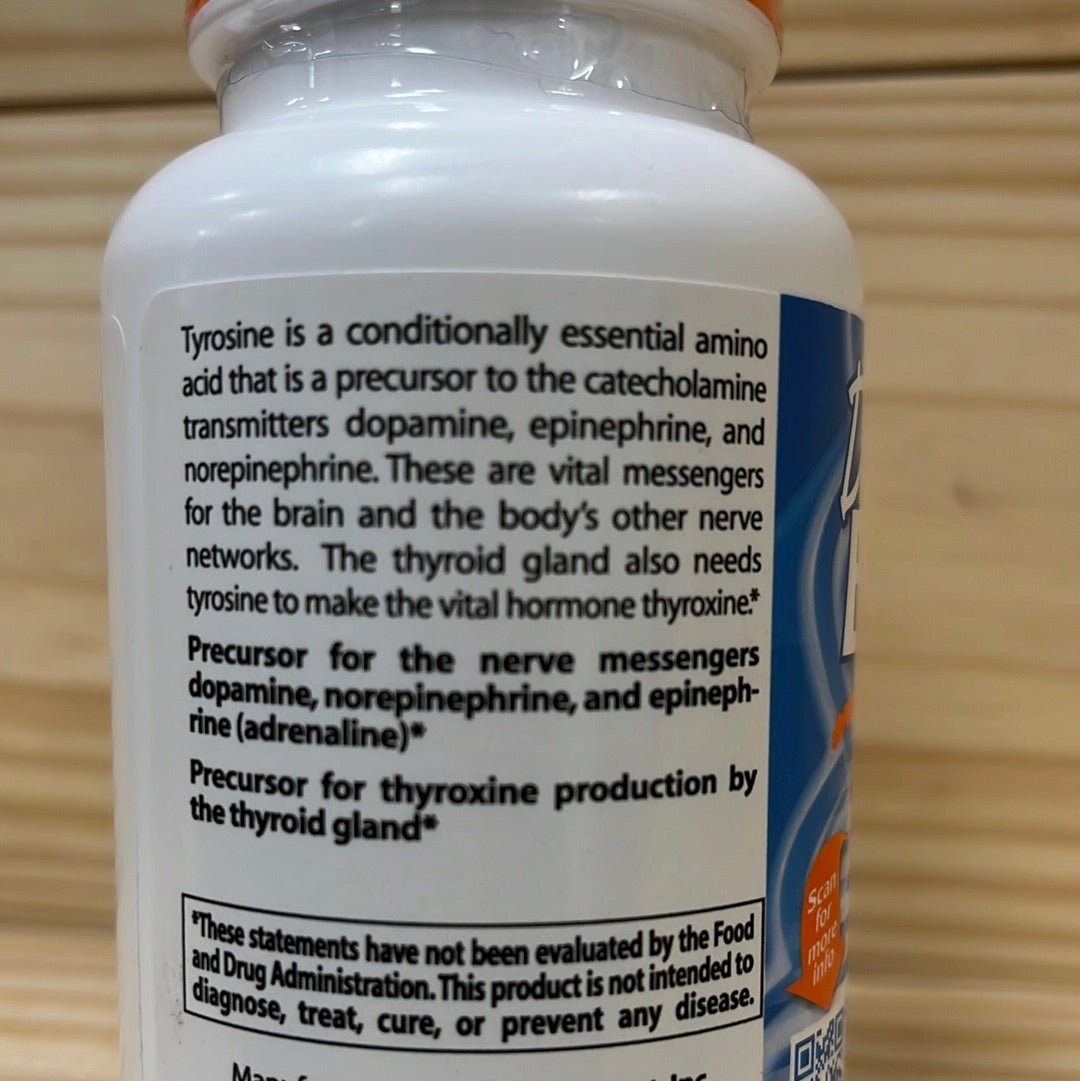 Tyrosine is a conditionally essential amino
acid that is a precursor to the catecholamine
transmitters dopamine, epinephrine, and
norepinephrine. These are vital messengers
for the brain and the body's other nerve
networks. The thyroid gland also needs
tyrosine to make the vital hormone thyroxine.*
Precursor for the nerve messengers
dopamine, norepinephrine, and epineph-
rine (adrenaline)*
Precursor for thyroxine production by
the thyroid gland*
*These statements have not been evaluated by the Food
and Drug Administration. This product is not intended to
diagnose, treat, cure, or prevent any disease.
Scan
for
more
info